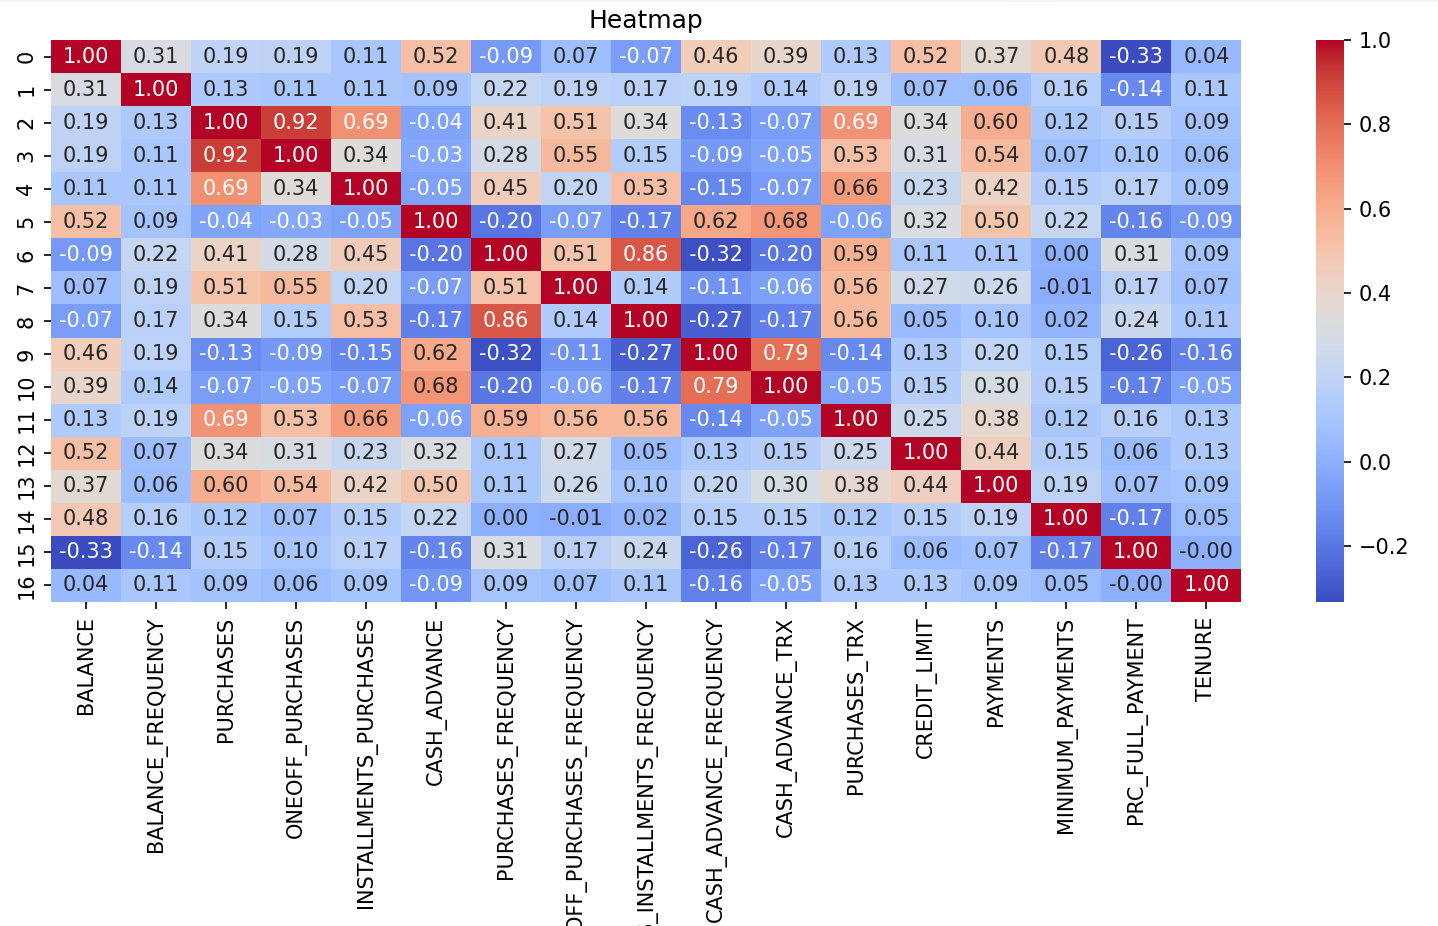 Heatmap
0 1.00 0.31 0.19 0.19 0.11 0.52 -0.09 0.07 -0.07 0.46 0.39 0.13 0.52 0.37 0.48 -0.33 0.04
1 0.31 1.00 0.13 0.11 0.11 0.09 0.22 0.19 0.17 0.19 0.14 0.19 0.07 0.06 0.16 -0.14 0.11
2 0.19 0.13 1.00 0.92 0.69 -0.04 0.41 0.51 0.34 -0.13 -0.07 0.69 0.34 0.60 0.12 0.15 0.09
3 0.19 0.11 0.92 1.00 0.34 -0.03 0.28 0.55 0.15 -0.09 -0.05 0.53 0.31 0.54 0.07 0.10 0.06
4 0.11 0.11 0.69 0.34 1.00 -0.05 0.45 0.20 0.53 -0.15 -0.07 0.66 0.23 0.42 0.15 0.17 0.09
5 0.52 0.09 -0.04 -0.03 -0.05 1.00 -0.20 -0.07 -0.17 0.62 0.68 -0.06 0.32 0.50 0.22 -0.16 -0.09
6 -0.09 0.22 0.41 0.28 0.45 -0.20 1.00 0.51 0.86 -0.32 -0.20 0.59 0.11 0.11 0.00 0.31 0.09
7 0.07 0.19 0.51 0.55 0.20 -0.07 0.51 1.00 0.14 -0.11 -0.06 0.56 0.27 0.26 -0.01 0.17 0.07
8 -0.07 0.17 0.34 0.15 0.53 -0.17 0.86 0.14 1.00 -0.27 -0.17 0.56 0.05 0.10 0.02 0.24 0.11
9 0.46 0.19 -0.13 -0.09 -0.15 0.62 -0.32 -0.11 -0.27 1.00 0.79 -0.14 0.13 0.20 0.15 -0.26 -0.16
10 0.39 0.14 -0.07 -0.05 -0.07 0.68 -0.20 -0.06 -0.17 0.79 1.00 -0.05 0.15 0.30 0.15 -0.17 -0.05
11 0.13 0.19 0.69 0.53 0.66 -0.06 0.59 0.56 0.56 -0.14 -0.05 1.00 0.25 0.38 0.12 0.16 0.13
12 0.52 0.07 0.34 0.31 0.23 0.32 0.11 0.27 0.05 0.13 0.15 0.25 1.00 0.44 0.15 0.06 0.13
13 0.37 0.06 0.60 0.54 0.42 0.50 0.11 0.26 0.10 0.20 0.30 0.38 0.44 1.00 0.19 0.07 0.09
14 0.48 0.16 0.12 0.07 0.15 0.22 0.00 -0.01 0.02 0.15 0.15 0.12 0.15 0.19 1.00 -0.17 0.05
15 -0.33 -0.14 0.15 0.10 0.17 -0.16 0.31 0.17 0.24 -0.26 -0.17 0.16 0.06 0.07 -0.17 1.00 -0.00
16 0.04 0.11 0.09 0.06 0.09 -0.09 0.09 0.07 0.11 -0.16 -0.05 0.13 0.13 0.09 0.05 -0.00 1.00
BALANCE
BALANCE_FREQUENCY
PURCHASES
ONEOFF_PURCHASES
INSTALLMENTS_PURCHASES
CASH_ADVANCE
PURCHASES_FREQUENCY
OFF_PURCHASES_FREQUENCY
_INSTALLMENTS_FREQUENCY
CASH_ADVANCE_FREQUENCY
CASH_ADVANCE_TRX
PURCHASES_TRX
CREDIT_LIMIT
PAYMENTS
MINIMUM_PAYMENTS
PRC_FULL_PAYMENT
TENURE
1.0
0.8
0.6
0.4
0.2
0.0
−0.2